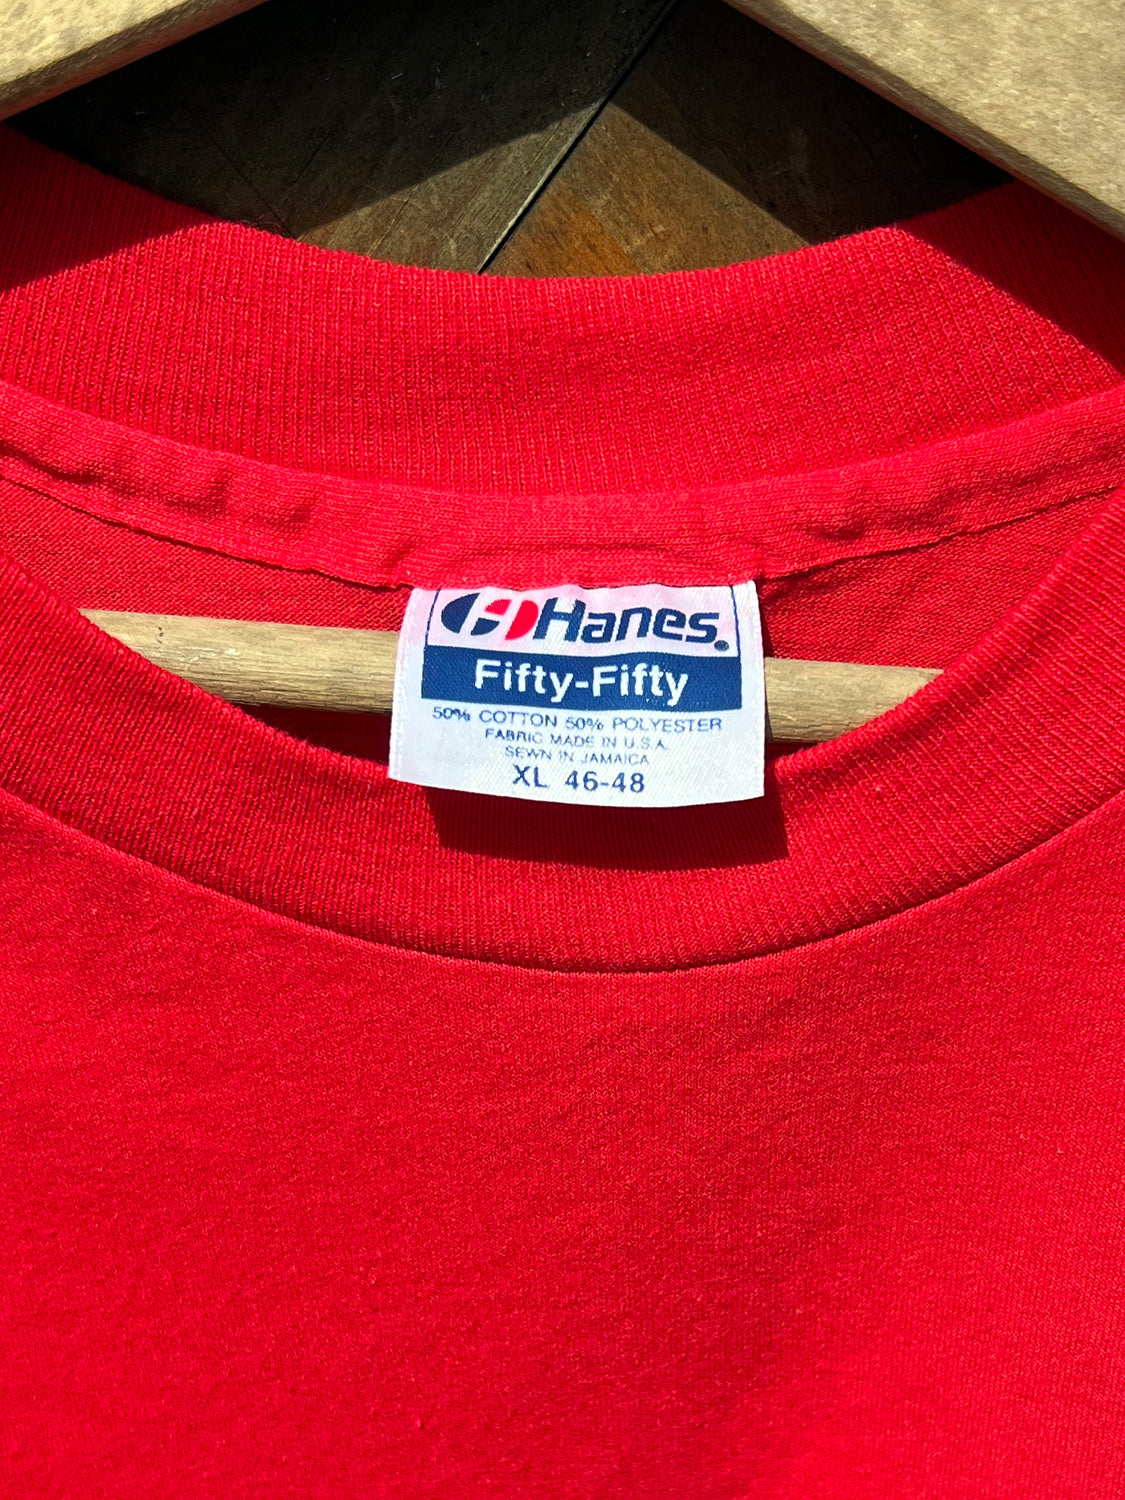 Hanes.
Fifty-Fifty
50% COTTON 50% POLYESTER
FABRIC MADE IN U.S.A.
SEWN IN JAMAICA
XL 46-48